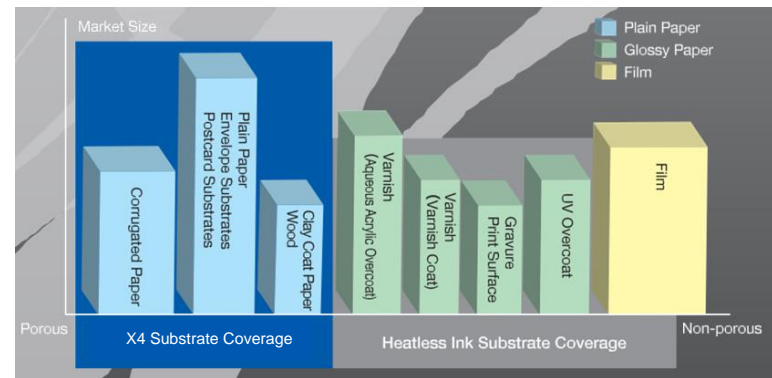 Market Size
Plain Paper
Glossy Paper
Film
Corrugated Paper
Plain Paper
Envelope Substrates
Postcard Substrates
Clay Coat Paper
Wood
Varnish
(Aqueous Acrylic Overcoat)
Varnish
(Varnish Coat)
Gravure
Print Surface
UV Overcoat
Film
Porous
X4 Substrate Coverage
Heatless Ink Substrate Coverage
Non-porous